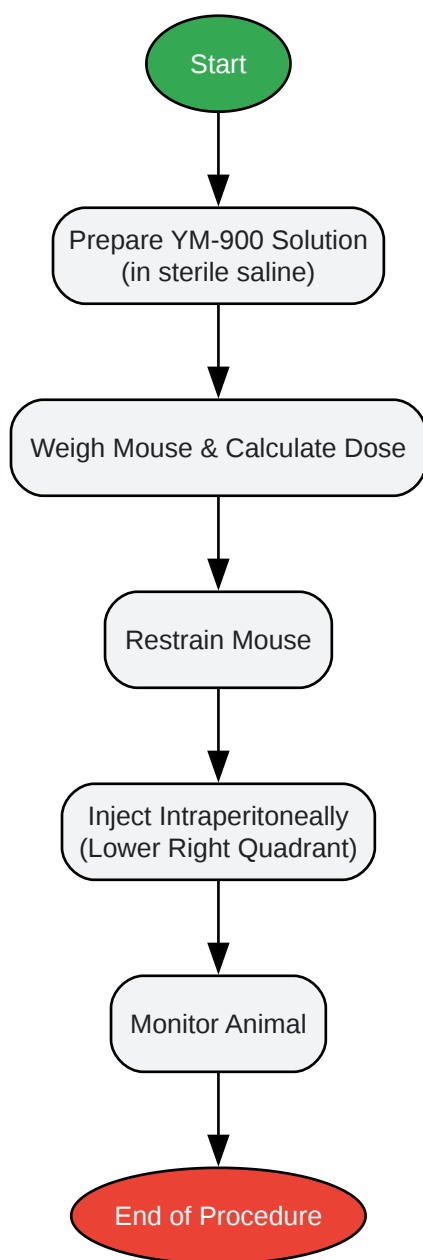 Start
Prepare YM-900 Solution
(in sterile saline)
Weigh Mouse & Calculate Dose
Restrain Mouse
Inject Intraperitoneally
(Lower Right Quadrant)
Monitor Animal
End of Procedure